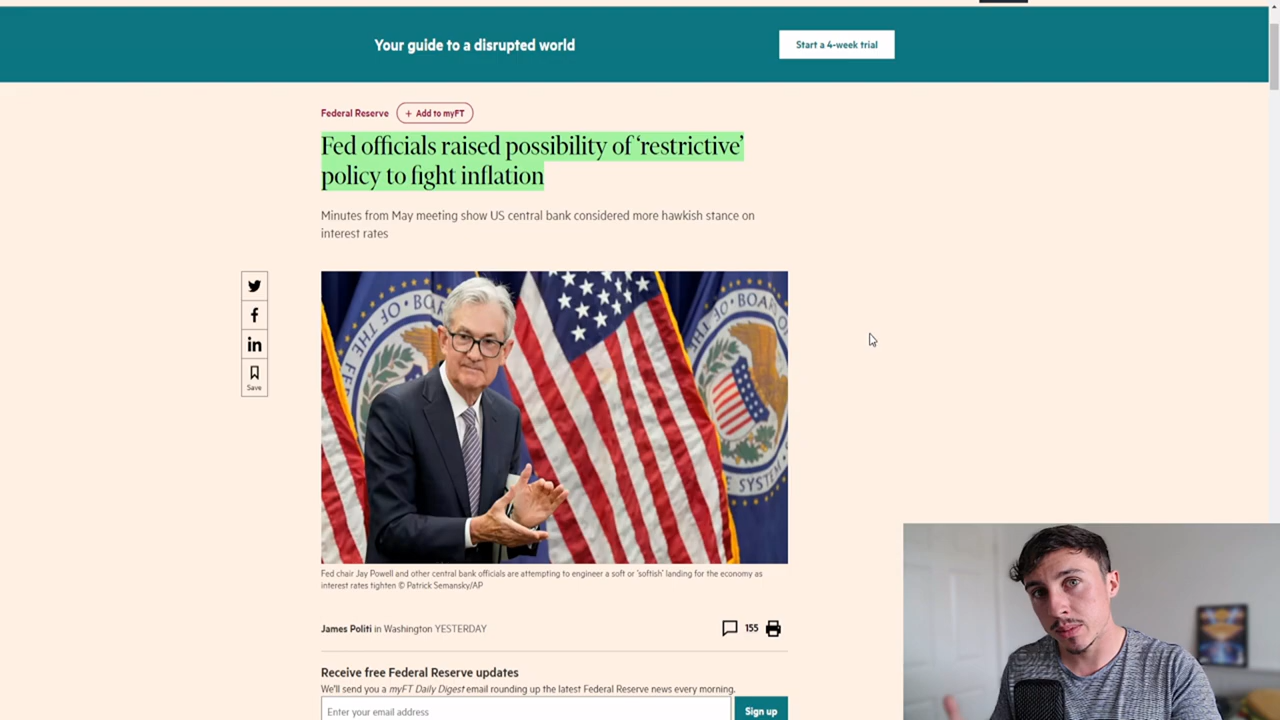 Your guide to a disrupted world
Start a 4-week trial
Federal Reserve
+ Add to myFT
Fed officials raised possibility of ‘restrictive’
policy to fight inflation
Minutes from May meeting show US central bank considered more hawkish stance on
interest rates
Save
BOARD OF
OF THE
SYSTEM
Fed chair Jay Powell and other central bank officials are attempting to engineer a soft or ‘softish’ landing for the economy as
interest rates tighten © Patrick Semansky/AP
James Politi in Washington YESTERDAY
155
Receive free Federal Reserve updates
We’ll send you a myFT Daily Digest email rounding up the latest Federal Reserve news every morning.
Enter your email address
Sign up